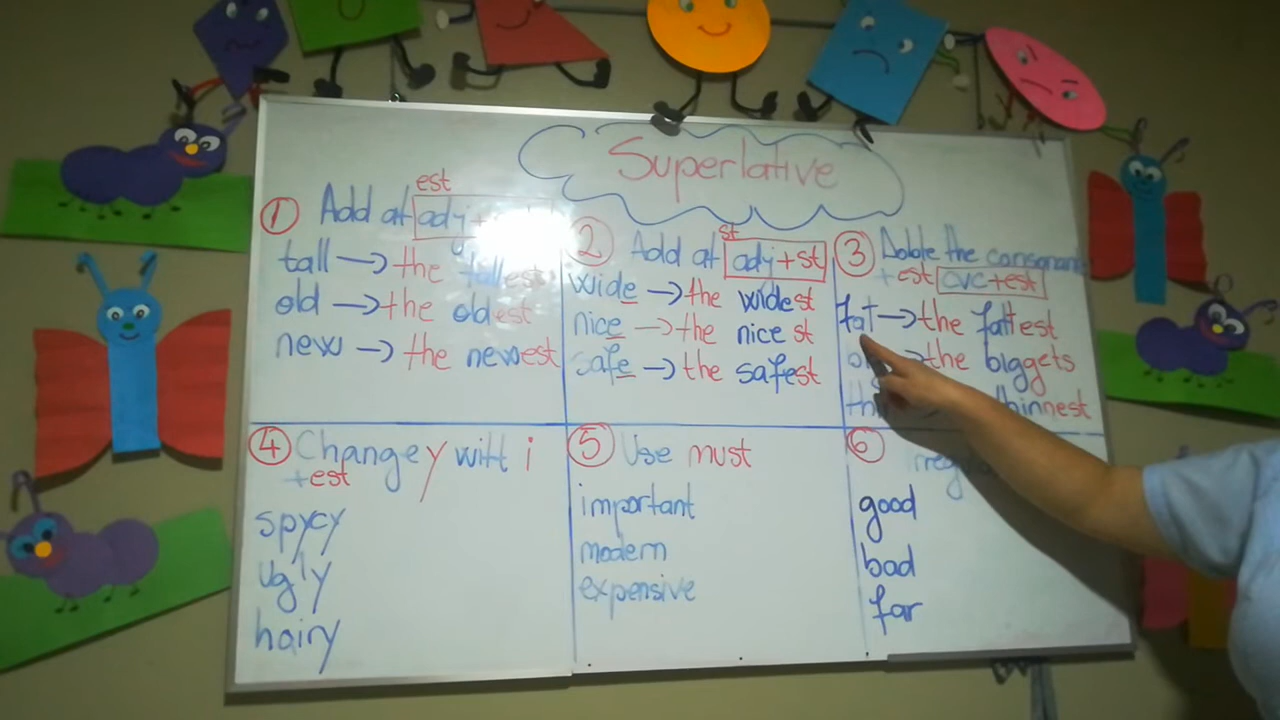 Superlative
① Add at adj
est
tall → the tallest
old → the oldest
new → the newest
② Add at adj+st
st
wide → the widest
nice → the nicest
safe → the safest
③ Dobble the consonant
+est cvc+est
fat → the fattest
→ the biggets
thinnest
④ Change y witt i
+est
spycy
ugly
hairy
⑤ Use must
important
modern
expensive
⑥
good
bad
far